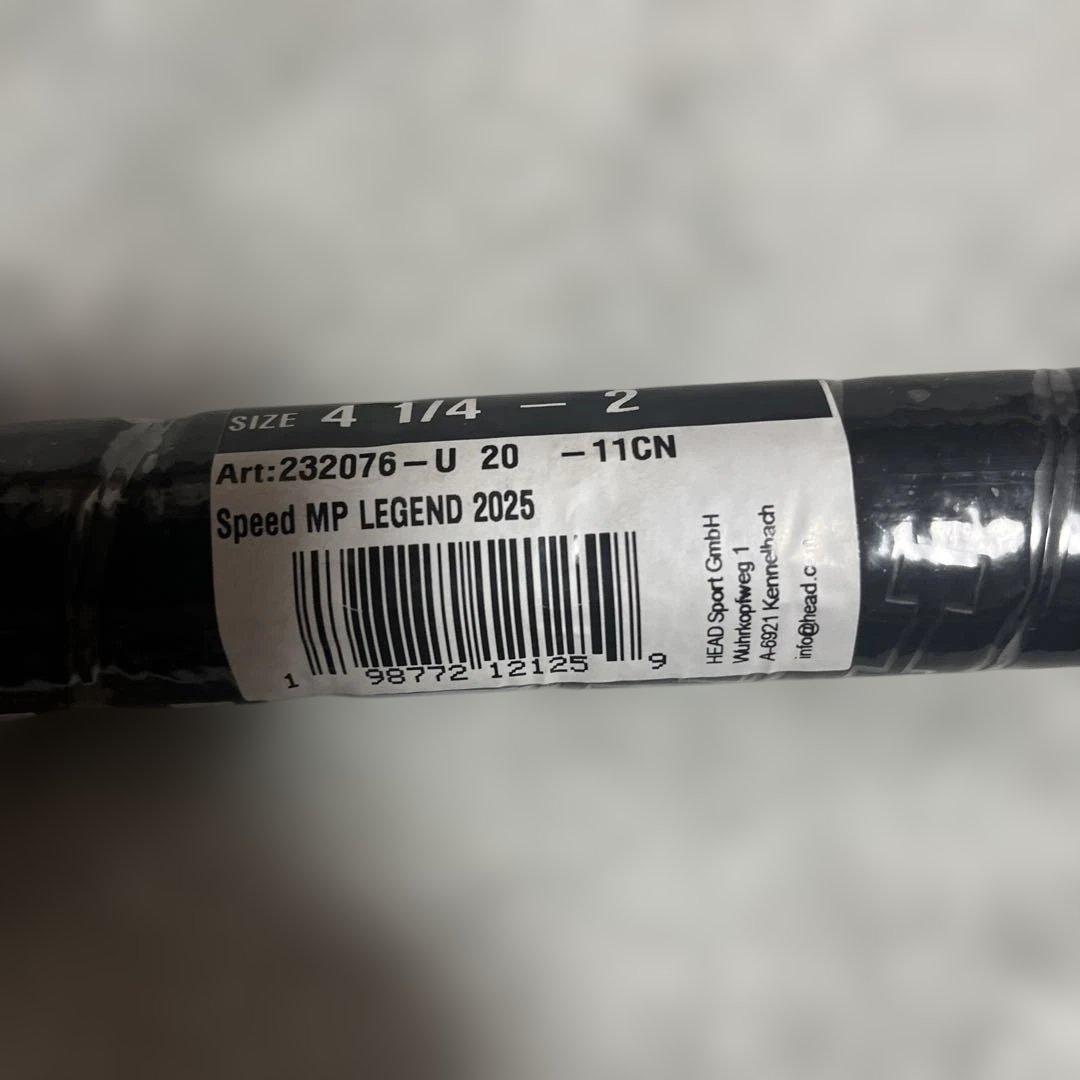 SIZE 4 1/4 — 2
Art:232076-U 20 -11CN
Speed MP LEGEND 2025
1 98772 12125 9
HEAD Sport GmbH
Wuhrkopfweg 1
A-6921 Kennelbach